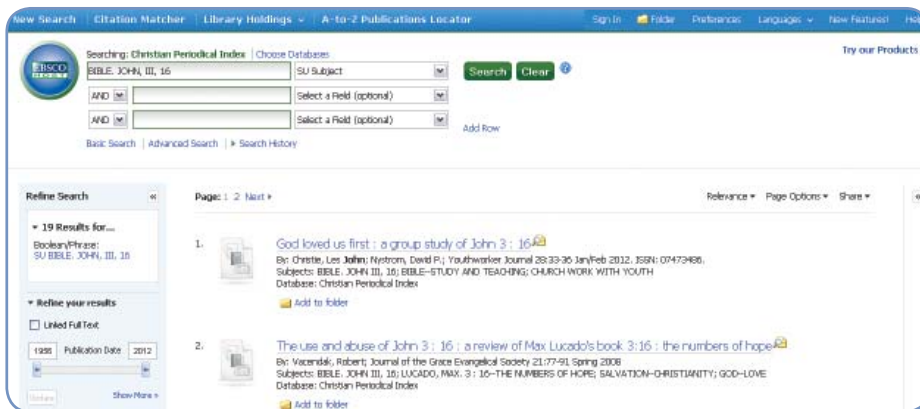 New Search | Citation Matcher | Library Holdings | A-to-Z Publications Locator Sign In Folder Preferences Languages New Features!
Try our Products
EBSCO HOST
Searching: Christian Periodical Index | Choose Databases
BIBLE. JOHN, III, 16 SU Subject Search Clear
AND Select a Field (optional)
AND Select a Field (optional) Add Row
Basic Search | Advanced Search | Search History
Refine Search Page: 1 2 Next Relevance Page Options Share
19 Results for....
Boolean/Phrase:
SU BIBLE. JOHN, III, 16
Refine your results
Linked Full Text
Publication Date 2012
Show More »
1. God loved us first : a group study of John 3 : 16
By: Christie, Les John; Nystrom, David P.; Youthworker Journal 28:33-36 Jan/Feb 2012. ISSN: 07473486.
Subjects: BIBLE. JOHN III, 16; BIBLE--STUDY AND TEACHING; CHURCH WORK WITH YOUTH
Database: Christian Periodical Index
Add to folder
2. The use and abuse of John 3 : 16 : a review of Max Lucado's book 3:16 : the numbers of hope
By: Vacendak, Robert; Journal of the Grace Evangelical Society 21:77-91 Spring 2008
Subjects: BIBLE. JOHN III, 16; LUCADO, MAX. 3 : 16--THE NUMBERS OF HOPE; SALVATION--CHRISTIANITY; GOD--LOVE
Database: Christian Periodical Index
Add to folder